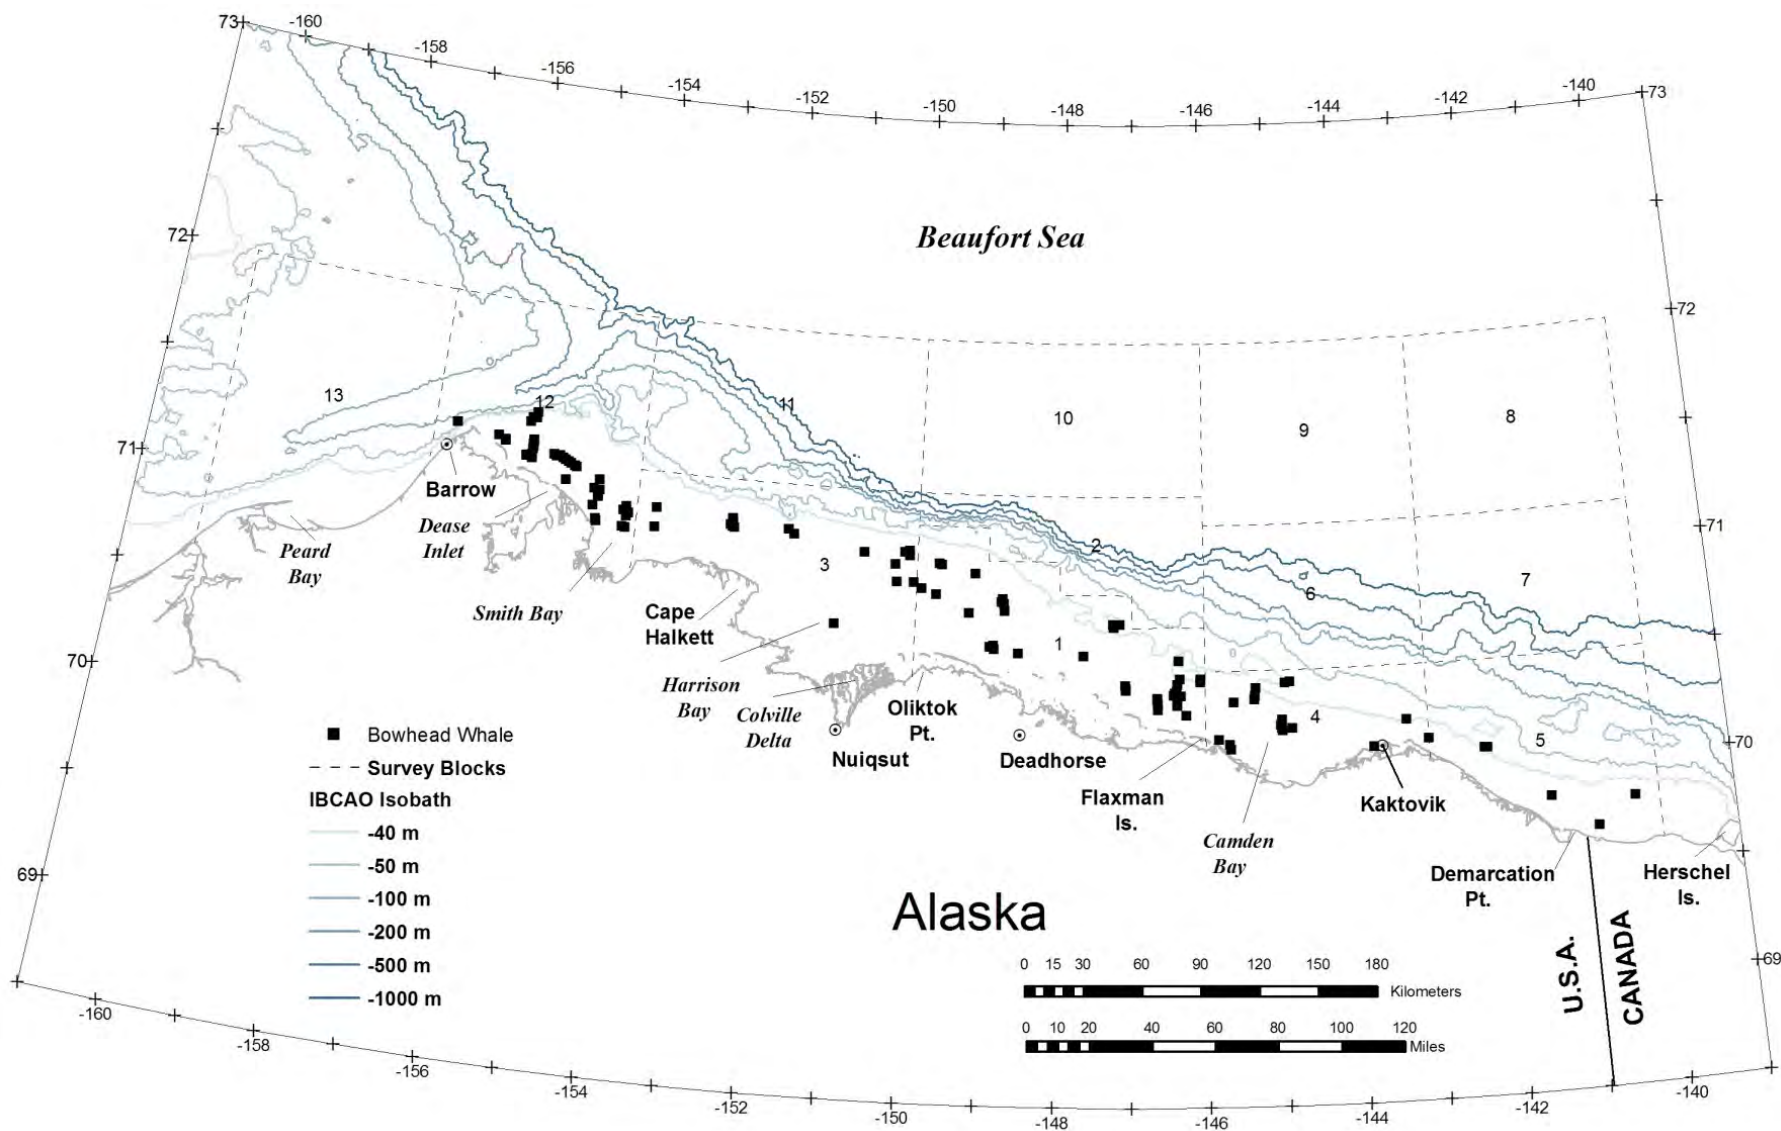 73
-160
-158
-156
-154
-152
-150
-148
-146
-144
-142
-140
73
72
Beaufort Sea
72
13
12
11
10
9
8
71
Barrow
Dease
Inlet
Peard
Bay
71
2
3
6
7
Smith Bay
Cape
Halkett
1
70
Harrison
Bay
Colville
Delta
Oliktok
Pt.
4
5
70
Nuiqsut
Deadhorse
Flaxman
Is.
Kaktovik
Camden
Bay
Demarcation
Pt.
Herschel
Is.
Bowhead Whale
Survey Blocks
IBCAO Isobath
-40 m
-50 m
-100 m
-200 m
-500 m
-1000 m
69
Alaska
U.S.A.
CANADA
69
0 15 30 60 90 120 150 180
Kilometers
0 10 20 40 60 80 100 120
Miles
-160
-158
-156
-154
-152
-150
-148
-146
-144
-142
-140